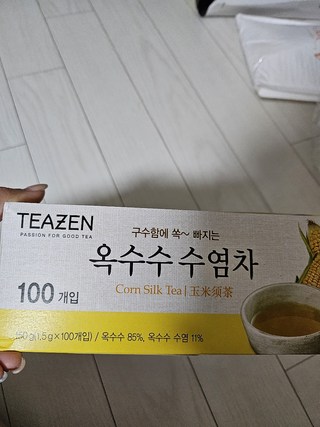 TEAZEN
PASSION FOR GOOD TEA
구수함에 쏙~ 빠지는
옥수수 수염차
100 개입
Corn Silk Tea | 玉米须茶
150 g(1.5 g×100개입) / 옥수수 85%, 옥수수 수염 11%